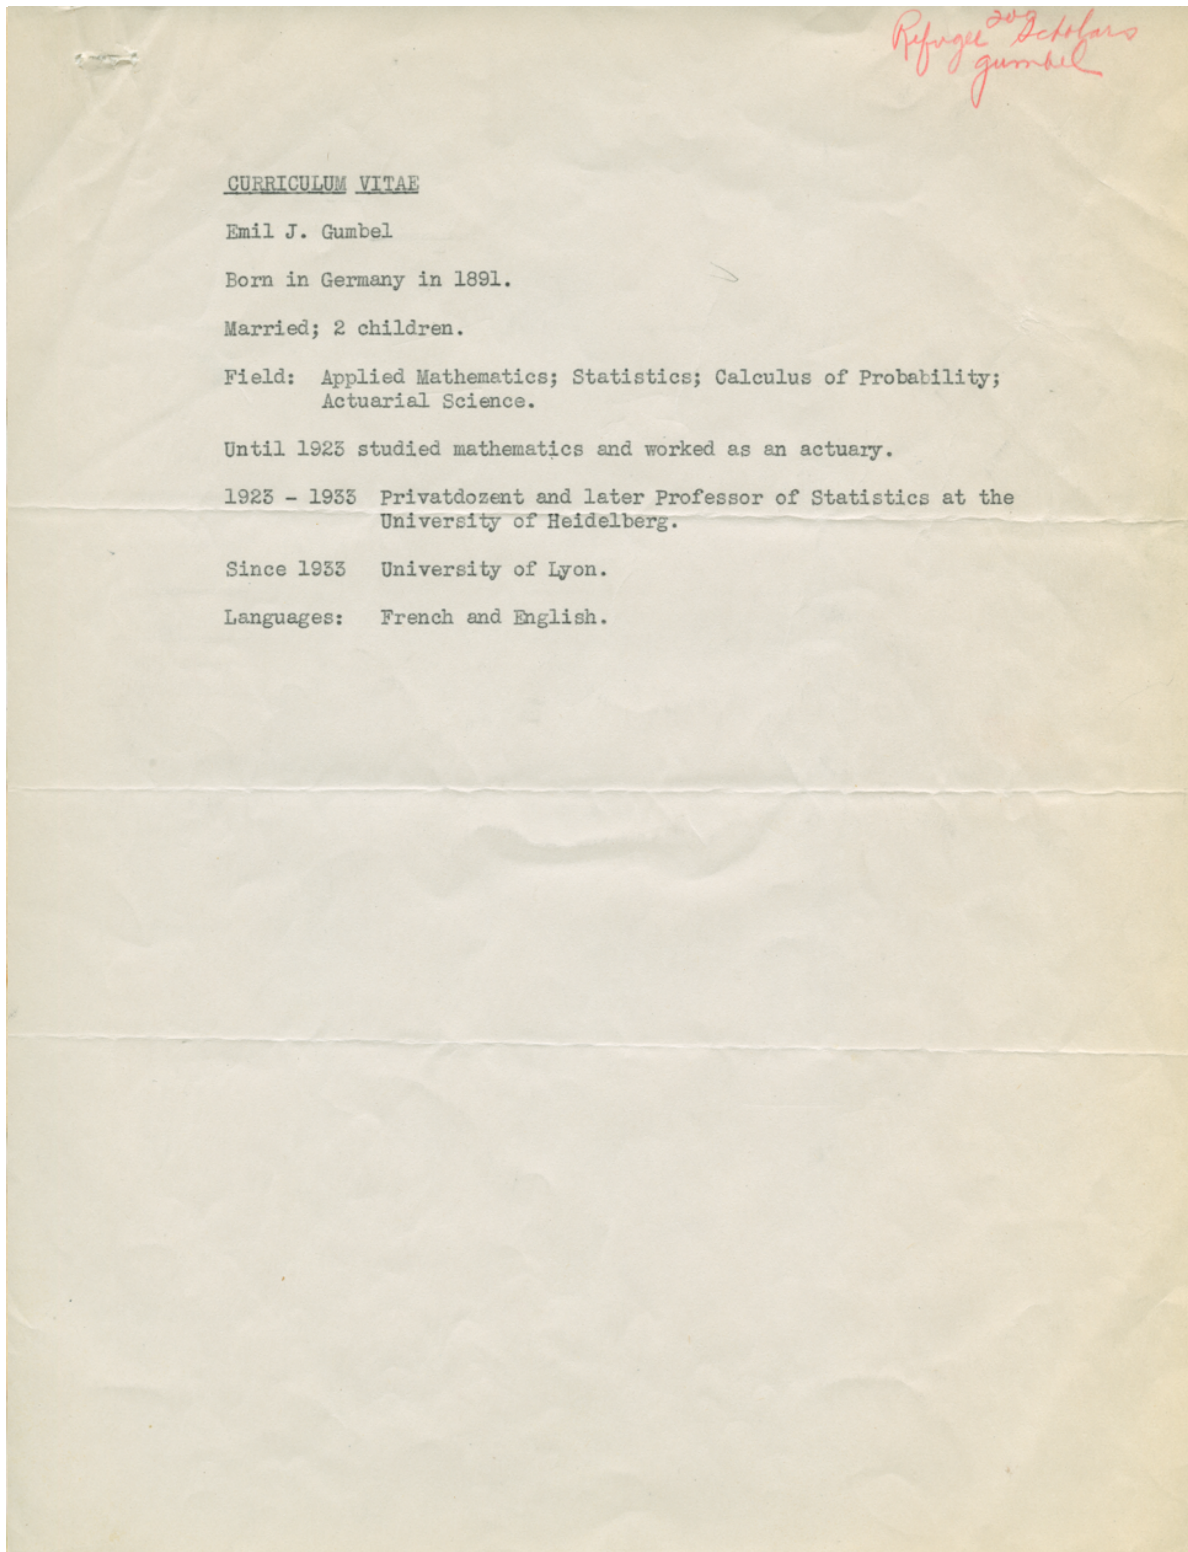 200
Refugee Scholars
Gumbel
CURRICULUM VITAE
Emil J. Gumbel
Born in Germany in 1891.
Married; 2 children.
Field: Applied Mathematics; Statistics; Calculus of Probability;
Actuarial Science.
Until 1923 studied mathematics and worked as an actuary.
1923 - 1933 Privatdozent and later Professor of Statistics at the
University of Heidelberg.
Since 1933 University of Lyon.
Languages: French and English.